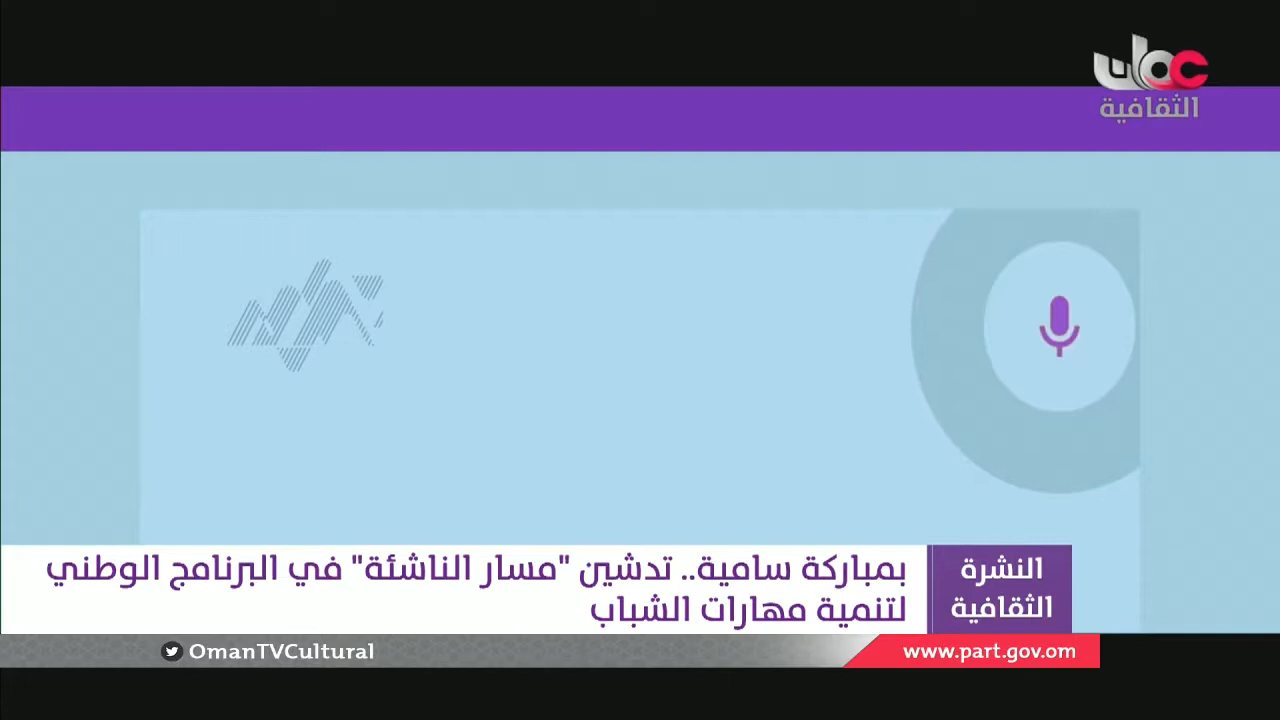 عمان
الثقافية
النشرة
الثقافية
بمباركة سامية.. تدشين "مسار الناشئة" في البرنامج الوطني
لتنمية مهارات الشباب
OmanTVCultural
www.part.gov.om